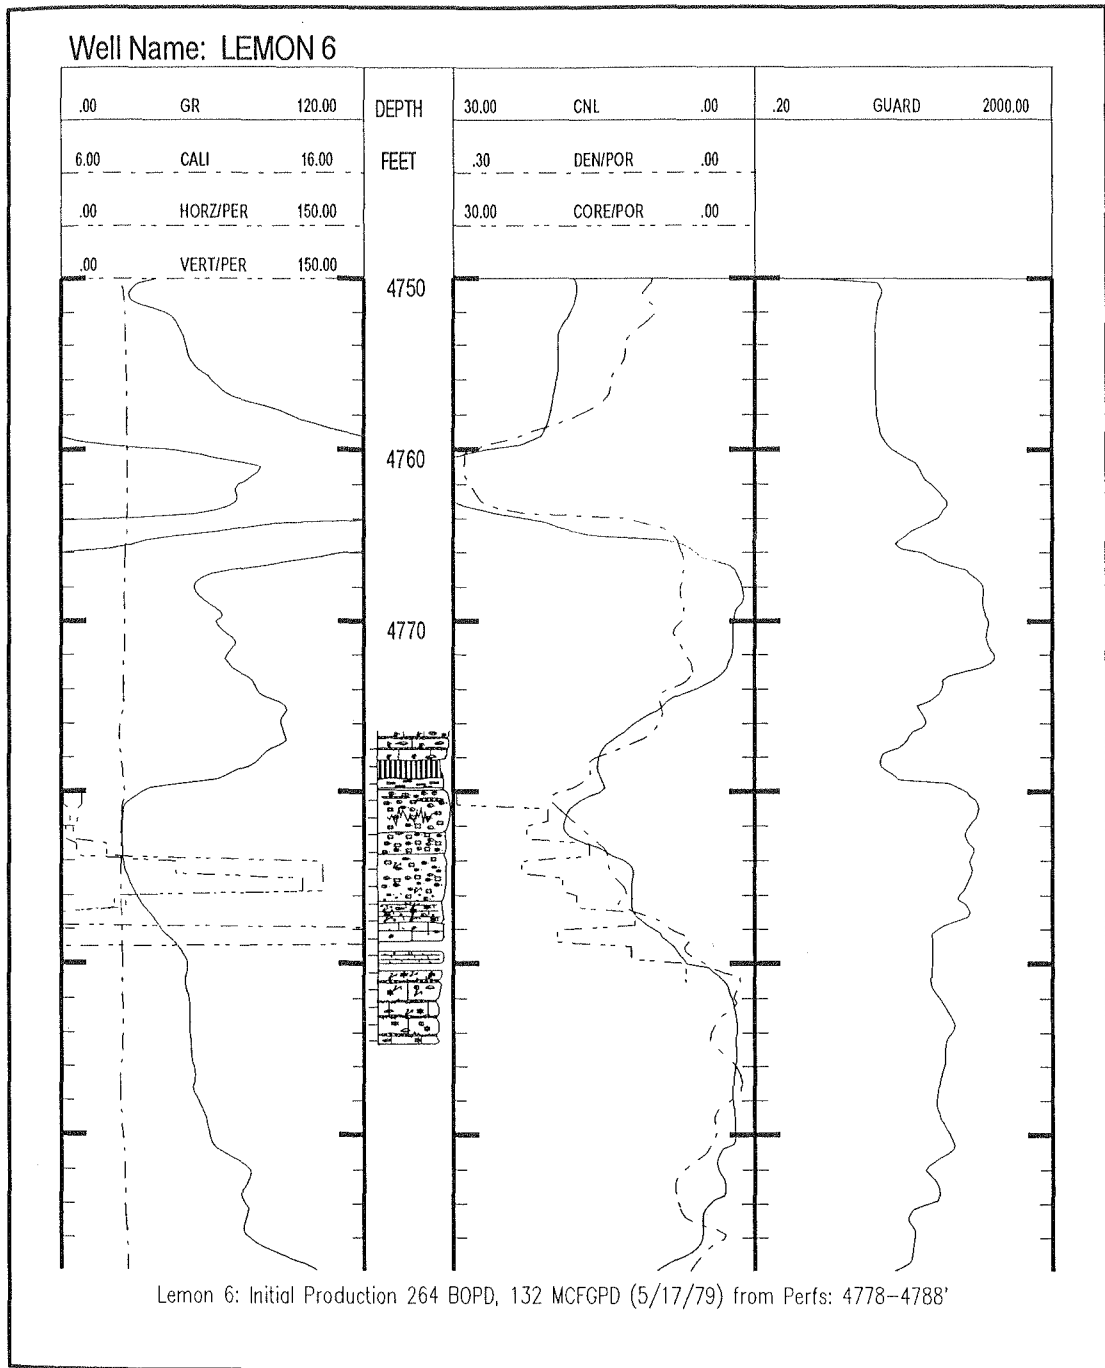 Well Name: LEMON 6
.00 GR 120.00 DEPTH 30.00 CNL .00 .20 GUARD 2000.00
6.00 CALI 16.00 FEET .30 DEN/POR .00
.00 HORZ/PER 150.00 30.00 CORE/POR .00
.00 VERT/PER 150.00
4750
4760
4770
Lemon 6: Initial Production 264 BOPD, 132 MCFGPD (5/17/79) from Perfs: 4778-4788'